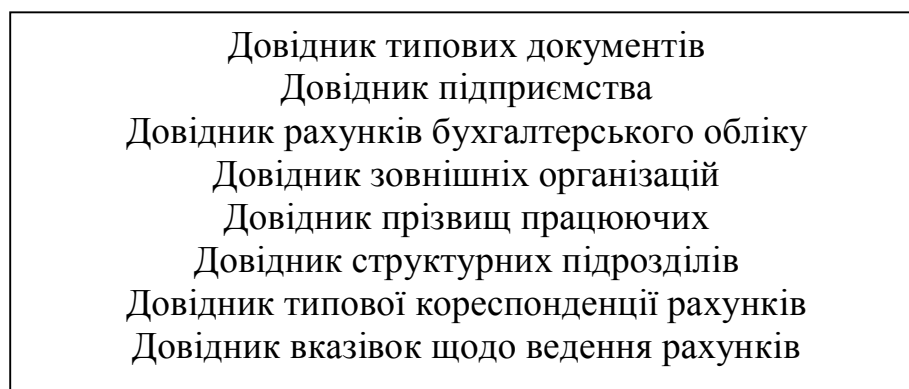 Довідник типових документів
Довідник підприємства
Довідник рахунків бухгалтерського обліку
Довідник зовнішніх організацій
Довідник прізвищ працюючих
Довідник структурних підрозділів
Довідник типової кореспонденції рахунків
Довідник вказівок щодо ведення рахунків